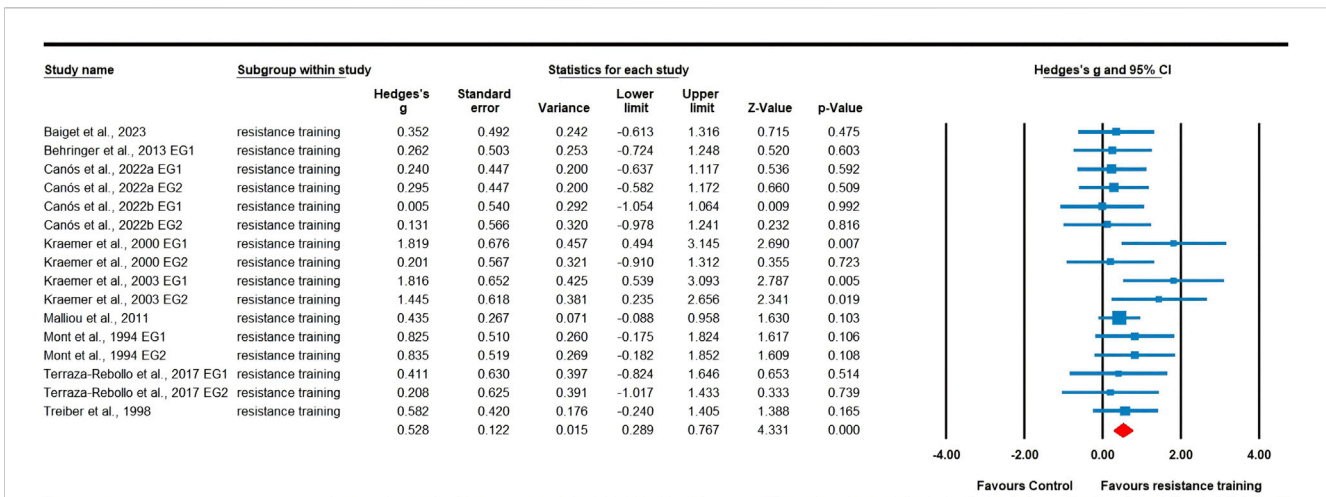 Study name Subgroup within study Statistics for each study Hedges's g and 95% CI
Hedges's g Standard error Variance Lower limit Upper limit Z-Value p-Value
Baiget et al., 2023 resistance training 0.352 0.492 0.242 -0.613 1.316 0.715 0.475
Behringer et al., 2013 EG1 resistance training 0.262 0.503 0.253 -0.724 1.248 0.520 0.603
Canós et al., 2022a EG1 resistance training 0.240 0.447 0.200 -0.637 1.117 0.536 0.592
Canós et al., 2022a EG2 resistance training 0.295 0.447 0.200 -0.582 1.172 0.660 0.509
Canós et al., 2022b EG1 resistance training 0.005 0.540 0.292 -1.054 1.064 0.009 0.992
Canós et al., 2022b EG2 resistance training 0.131 0.566 0.320 -0.978 1.241 0.232 0.816
Kraemer et al., 2000 EG1 resistance training 1.819 0.676 0.457 0.494 3.145 2.690 0.007
Kraemer et al., 2000 EG2 resistance training 0.201 0.567 0.321 -0.910 1.312 0.355 0.723
Kraemer et al., 2003 EG1 resistance training 1.816 0.652 0.425 0.539 3.093 2.787 0.005
Kraemer et al., 2003 EG2 resistance training 1.445 0.618 0.381 0.235 2.656 2.341 0.019
Malliou et al., 2011 resistance training 0.435 0.267 0.071 -0.088 0.958 1.630 0.103
Mont et al., 1994 EG1 resistance training 0.825 0.510 0.260 -0.175 1.824 1.617 0.106
Mont et al., 1994 EG2 resistance training 0.835 0.519 0.269 -0.182 1.852 1.609 0.108
Terraza-Rebollo et al., 2017 EG1 resistance training 0.411 0.630 0.397 -0.824 1.646 0.653 0.514
Terraza-Rebollo et al., 2017 EG2 resistance training 0.208 0.625 0.391 -1.017 1.433 0.333 0.739
Treiber et al., 1998 resistance training 0.582 0.420 0.176 -0.240 1.405 1.388 0.165
0.528 0.122 0.015 0.289 0.767 4.331 0.000
-4.00 -2.00 0.00 2.00 4.00
Favours Control Favours resistance training